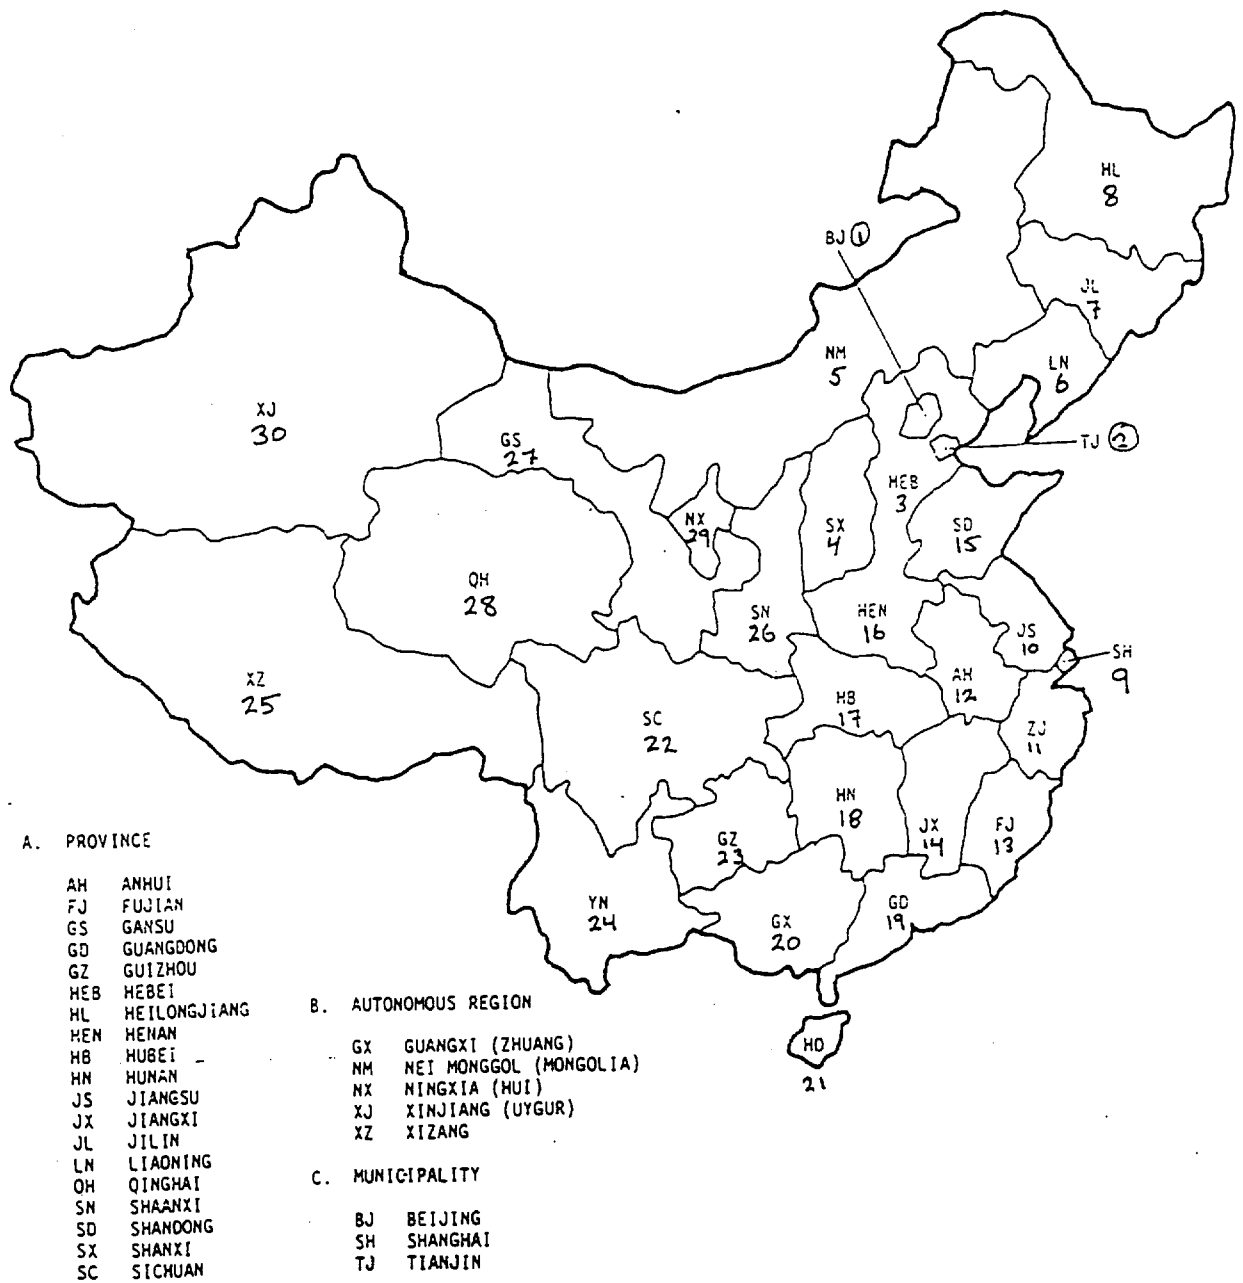 HL
8
BJ 1
JL
7
NM
5
LN
6
XJ
30
GS
27
TJ 2
HEB
3
NX
29
SX
4
SD
15
QH
28
SN
26
HEN
16
JS
10
SH
9
XZ
25
AH
12
SC
22
HB
17
ZJ
11
HN
18
JX
14
FJ
13
GZ
23
YN
24
GX
20
GD
19
HD
21
A. PROVINCE
AH ANHUI
FJ FUJIAN
GS GANSU
GD GUANGDONG
GZ GUIZHOU
HEB HEBEI
HL HEILONGJIANG
HEN HENAN
HB HUBEI
HN HUNAN
JS JIANGSU
JX JIANGXI
JL JILIN
LN LIAONING
QH QINGHAI
SN SHAANXI
SD SHANDONG
SX SHANXI
SC SICHUAN
B. AUTONOMOUS REGION
GX GUANGXI (ZHUANG)
NM NEI MONGGOL (MONGOLIA)
NX NINGXIA (HUI)
XJ XINJIANG (UYGUR)
XZ XIZANG
C. MUNICIPALITY
BJ BEIJING
SH SHANGHAI
TJ TIANJIN